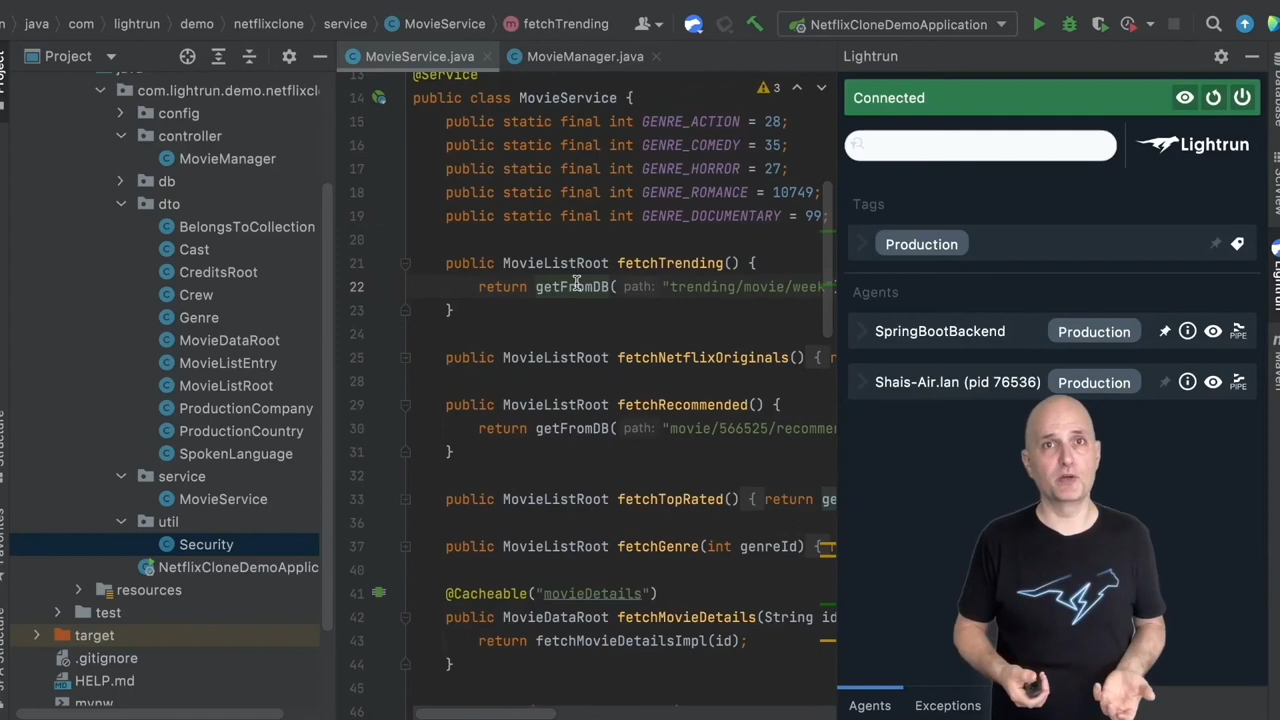 java com lightrun demo netflixclone service MovieService fetchTrending NetflixCloneDemoApplication
Project
com.lightrun.demo.netflixcl
config
controller
MovieManager
db
dto
BelongsToCollection
Cast
CreditsRoot
Crew
Genre
MovieDataRoot
MovieListEntry
MovieListRoot
ProductionCompany
ProductionCountry
SpokenLanguage
service
MovieService
util
Security
NetflixCloneDemoApplic
resources
test
target
.gitignore
HELP.md
mvnw
Structure
MovieService.java MovieManager.java
3
13 @Service
14 public class MovieService {
15 public static final int GENRE_ACTION = 28;
16 public static final int GENRE_COMEDY = 35;
17 public static final int GENRE_HORROR = 27;
18 public static final int GENRE_ROMANCE = 10749;
19 public static final int GENRE_DOCUMENTARY = 99;
20
21 public MovieListRoot fetchTrending() {
22 return getFromDB( path: "trending/movie/week"
23 }
24
25 public MovieListRoot fetchNetflixOriginals() { r
28
29 public MovieListRoot fetchRecommended() {
30 return getFromDB( path: "movie/566525/recomme
31 }
32
33 public MovieListRoot fetchTopRated() { return ge
36
37 public MovieListRoot fetchGenre(int genreId) {
40
41 @Cacheable("movieDetails")
42 public MovieDataRoot fetchMovieDetails(String id
43 return fetchMovieDetailsImpl(id);
44 }
45
46
Lightrun
Connected
Lightrun
Tags
Production
Agents
SpringBootBackend Production PIPE
Shais-Air.lan (pid 76536) Production PIPE
Agents Exceptions